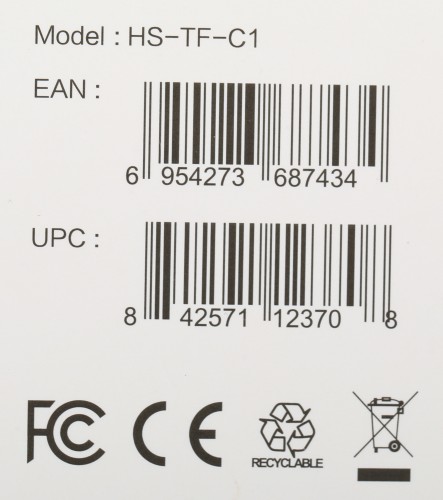 Model : HS-TF-C1
EAN :
6 954273 687434
UPC :
8 42571 12370 8
FC CE
RECYCLABLE